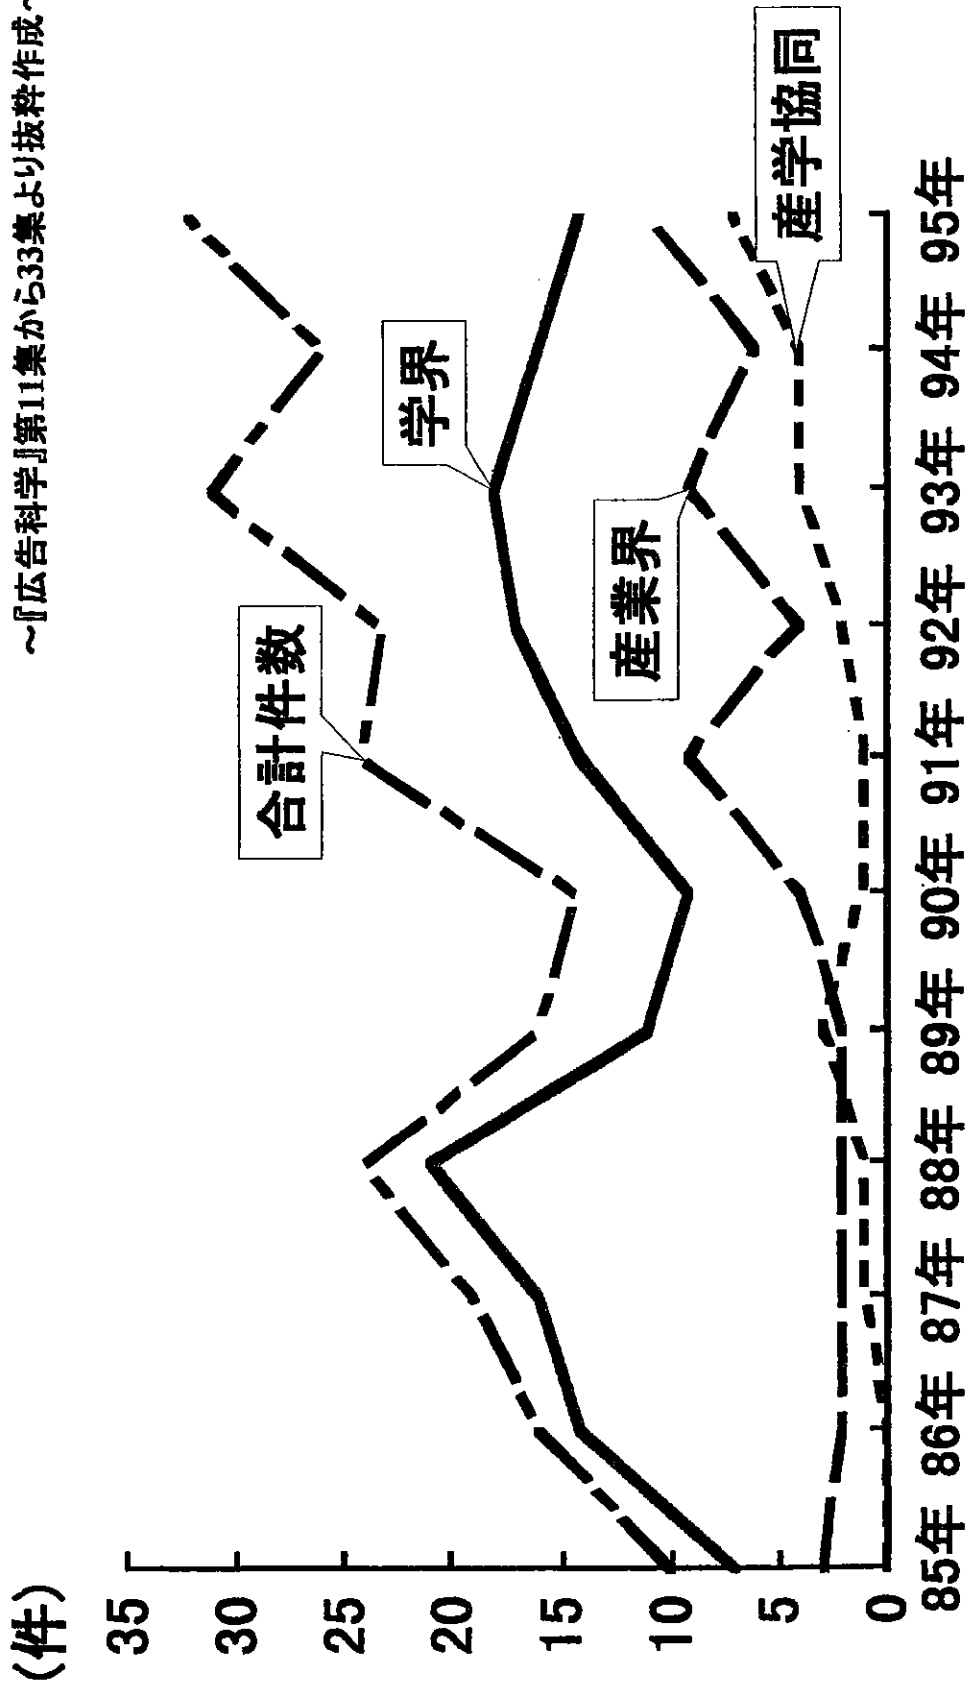 ~『広告科学』第11集から33集より抜粋作成~
(件)
35
30
25
20
15
10
5
0
合計件数
学界
産業界
産学協同
85年 86年 87年 88年 89年 90年 91年 92年 93年 94年 95年